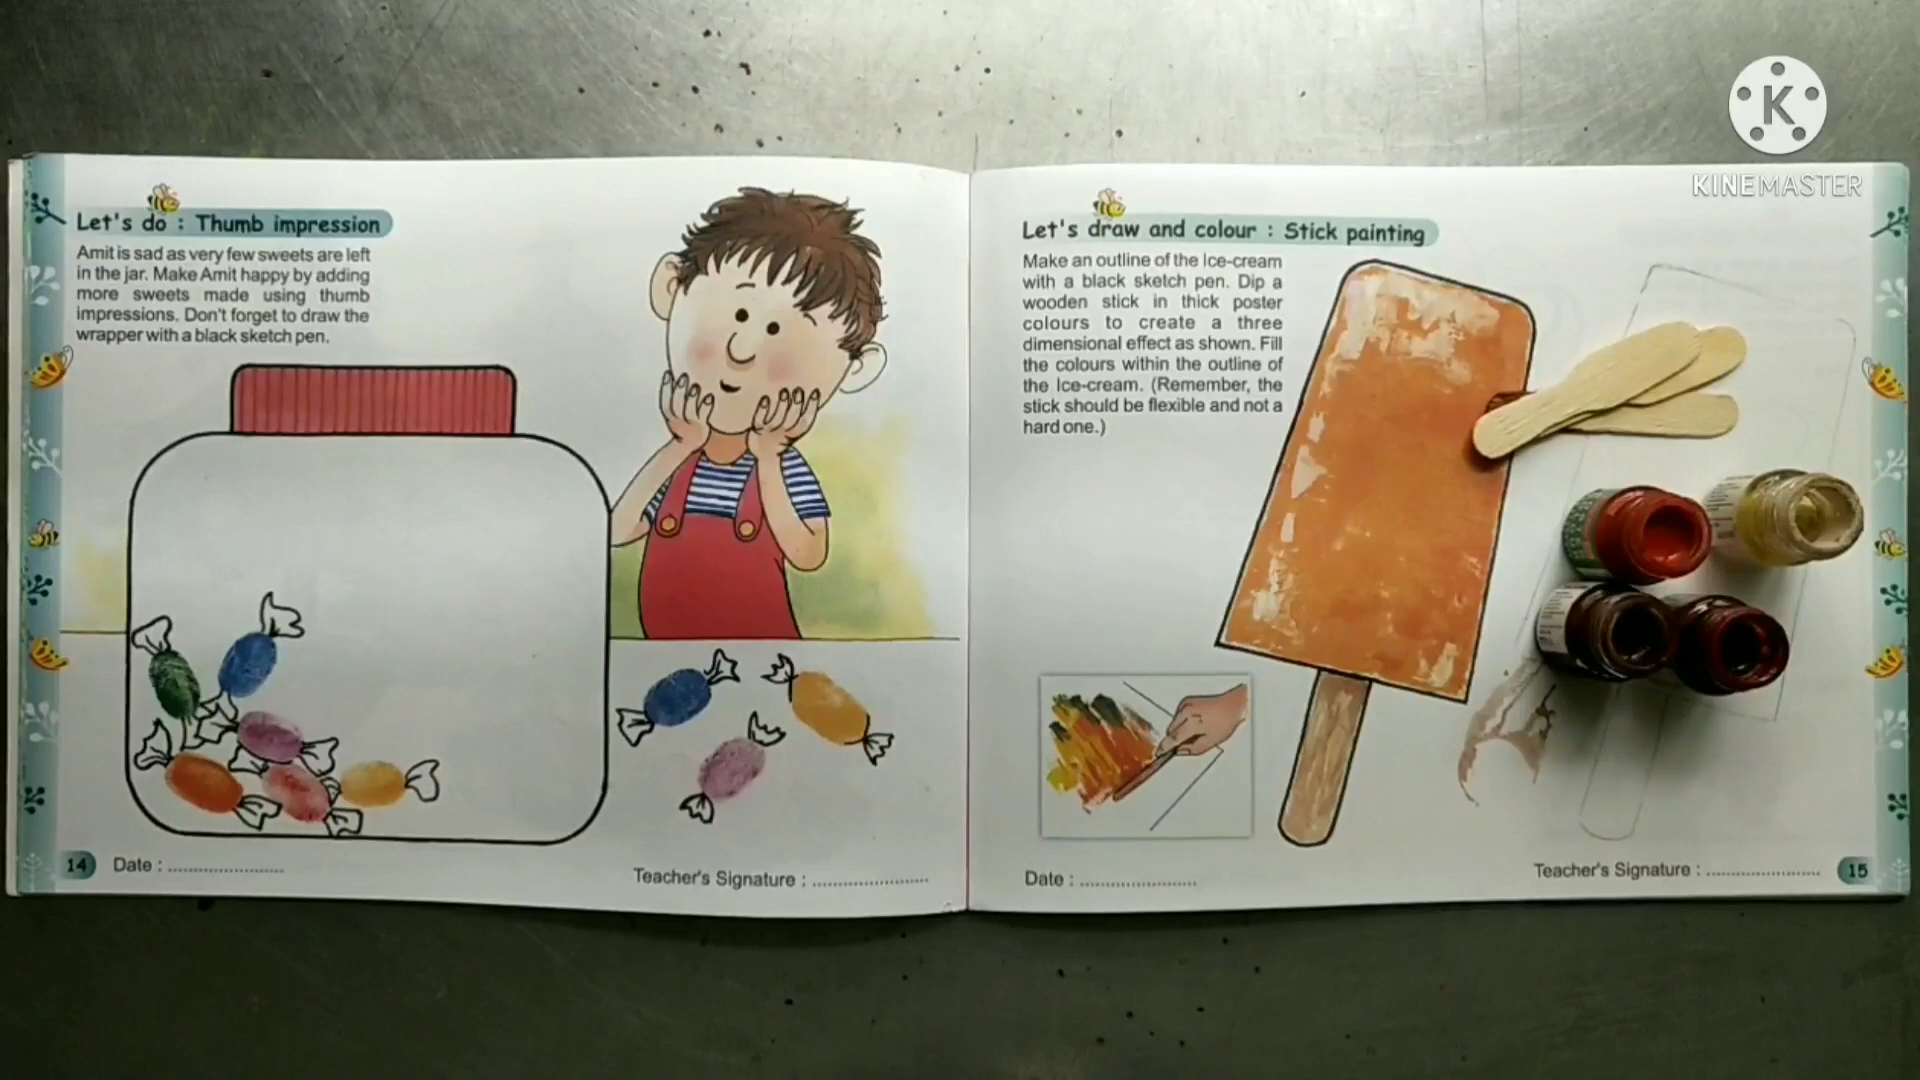 K
KINEMASTER
Let's do : Thumb impression
Amit is sad as very few sweets are left
in the jar. Make Amit happy by adding
more sweets made using thumb
impressions. Don't forget to draw the
wrapper with a black sketch pen.
14
Date : ........................
Teacher's Signature : ........................
Let's draw and colour : Stick painting
Make an outline of the Ice-cream
with a black sketch pen. Dip a
wooden stick in thick poster
colours to create a three
dimensional effect as shown. Fill
the colours within the outline of
the Ice-cream. (Remember, the
stick should be flexible and not a
hard one.)
Date : ........................
Teacher's Signature : ........................
15